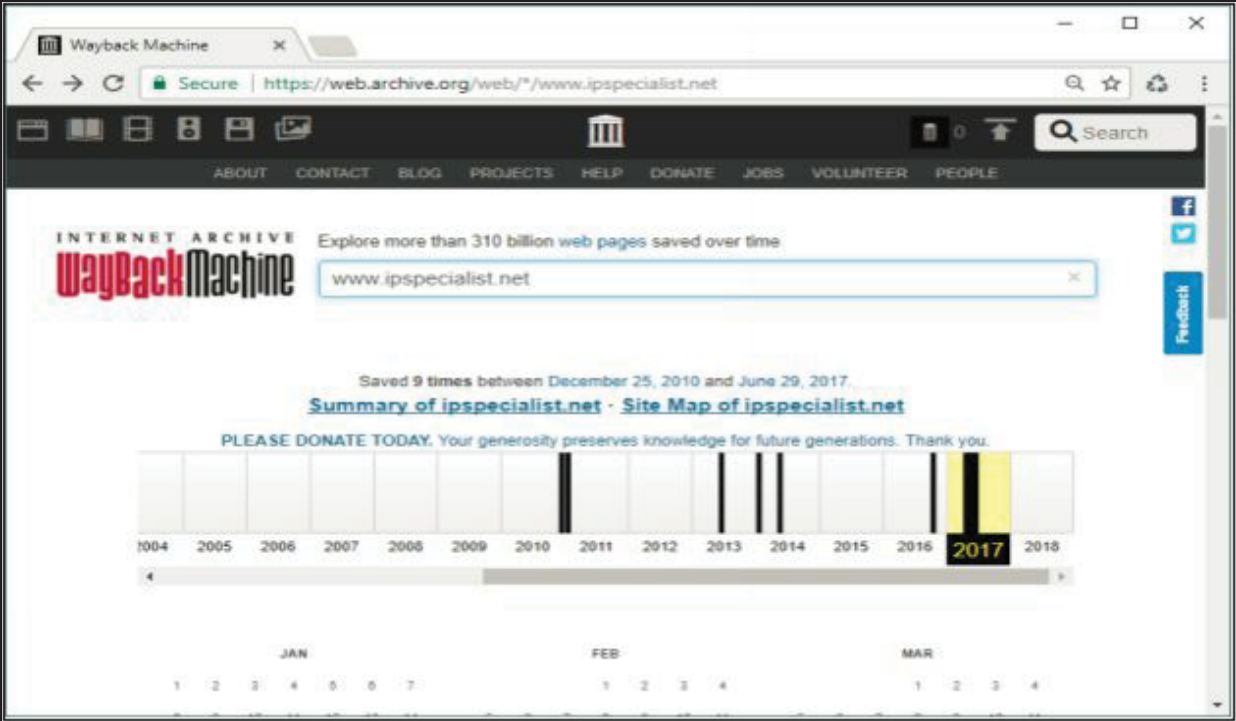 Wayback Machine
Secure | https://web.archive.org/web/*/www.ipspecialist.net
0
Search
ABOUT CONTACT BLOG PROJECTS HELP DONATE JOBS VOLUNTEER PEOPLE
INTERNET ARCHIVE
WayBackMachine
Explore more than 310 billion web pages saved over time
www.ipspecialist.net
Feedback
Saved 9 times between December 25, 2010 and June 29, 2017.
Summary of ipspecialist.net · Site Map of ipspecialist.net
PLEASE DONATE TODAY. Your generosity preserves knowledge for future generations. Thank you.
2004 2005 2006 2007 2008 2009 2010 2011 2012 2013 2014 2015 2016 2017 2018
JAN FEB MAR
1 2 3 4 5 6 7 1 2 3 4 1 2 3 4